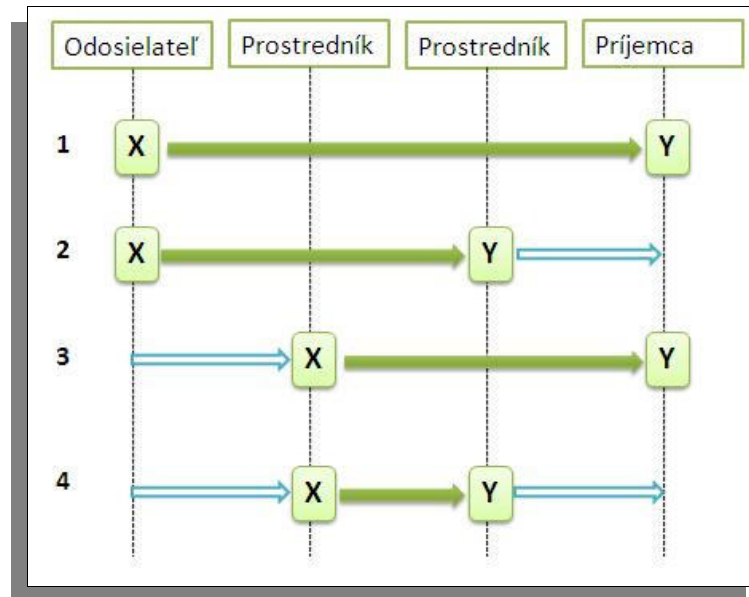 Odosielateľ Prostredník Prostredník Príjemca
1 X Y
2 X Y
3 X Y
4 X Y